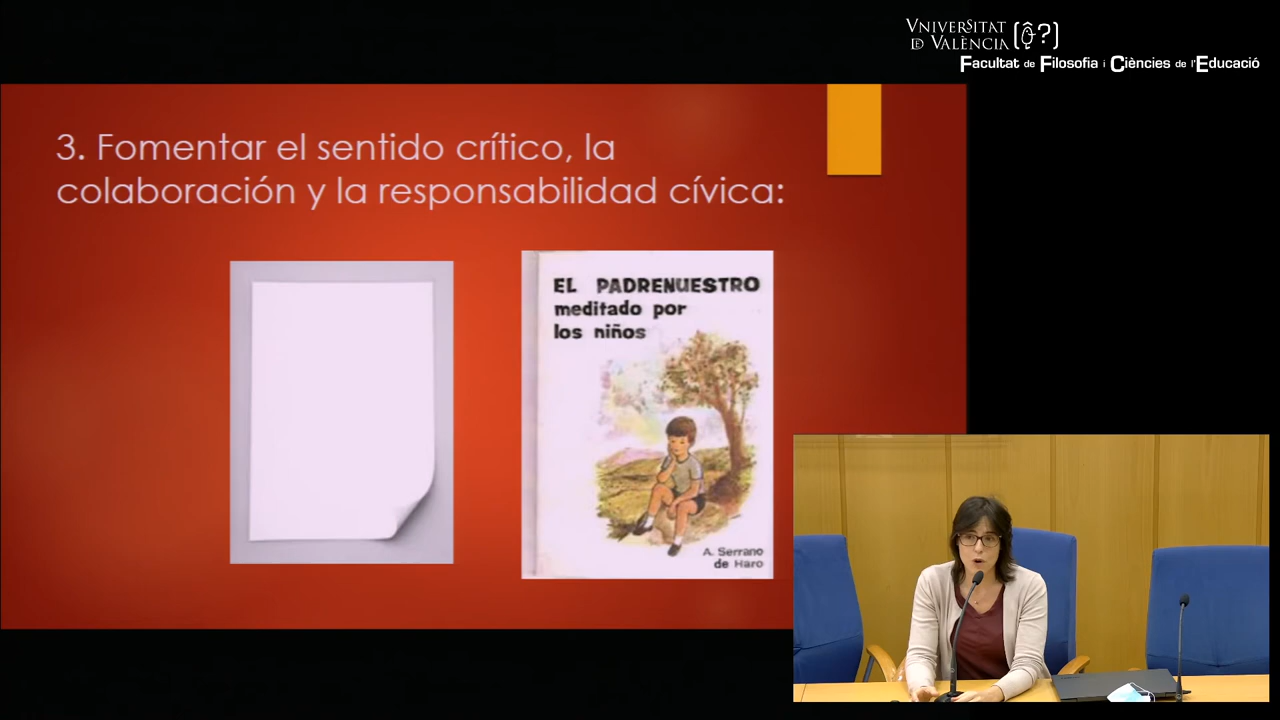 VNIVERSITAT
DE VALÈNCIA [Q?]
Facultat de Filosofia i Ciències de l'Educació
3. Fomentar el sentido crítico, la
colaboración y la responsabilidad cívica:
EL PADRENUESTRO
meditado por
los niños
A. Serrano
de Haro